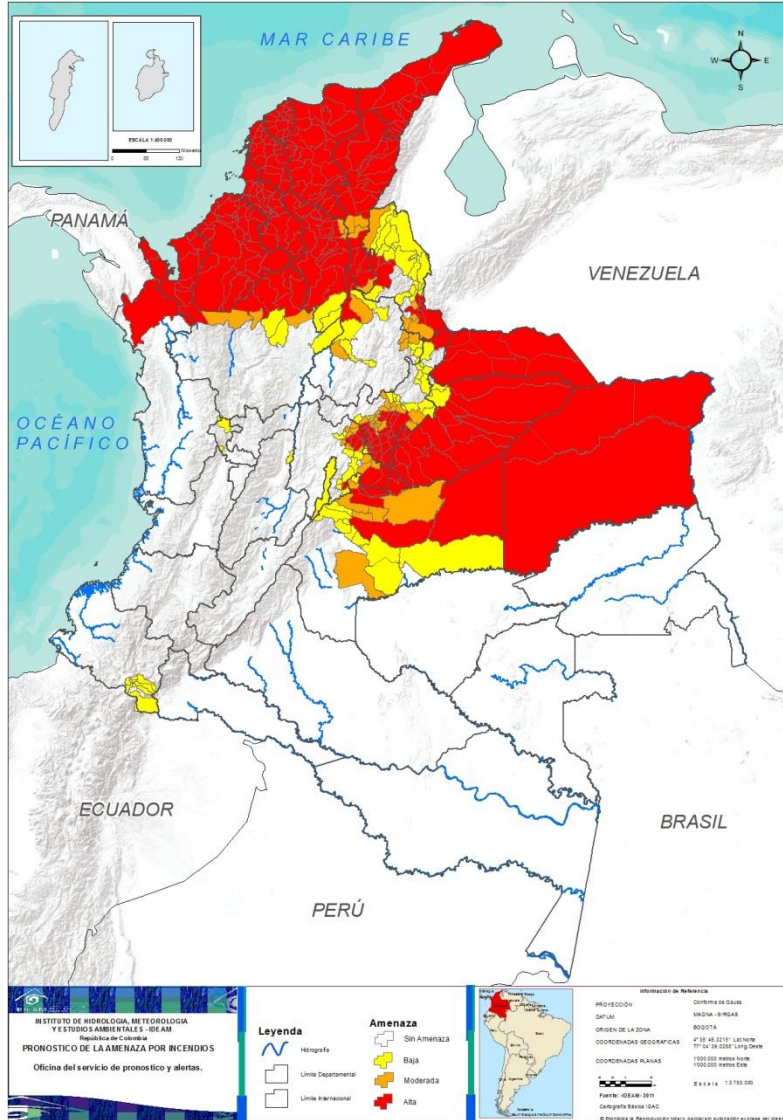 MAR CARIBE
N
W E
S
ESCALA 1:400.000
0 60 120
PANAMÁ
VENEZUELA
OCÉANO
PACÍFICO
ECUADOR
BRASIL
PERÚ
INSTITUTO DE HIDROLOGIA, METEOROLOGIA
Y ESTUDIOS AMBIENTALES - IDEAM
República de Colombia
PRONOSTICO DE LA AMENAZA POR INCENDIOS
Oficina del servicio de pronostico y alertas.
Leyenda
Hidrografía
Límite Departamental
Límite Internacional
Amenaza
Sin Amenaza
Baja
Moderada
Alta
Información de Referencia
PROYECCIÓN Conforme de Gauss
DATUM MAGNA - SIRGAS
ORIGEN DE LA ZONA BOGOTÁ
COORDENADAS GEOGRÁFICAS
COORDENADAS PLANAS 1'000.000 metros Norte
1'000.000 metros Este
Escala
Fuente: IDEAM - 2011
Cartografía Básica IGAC